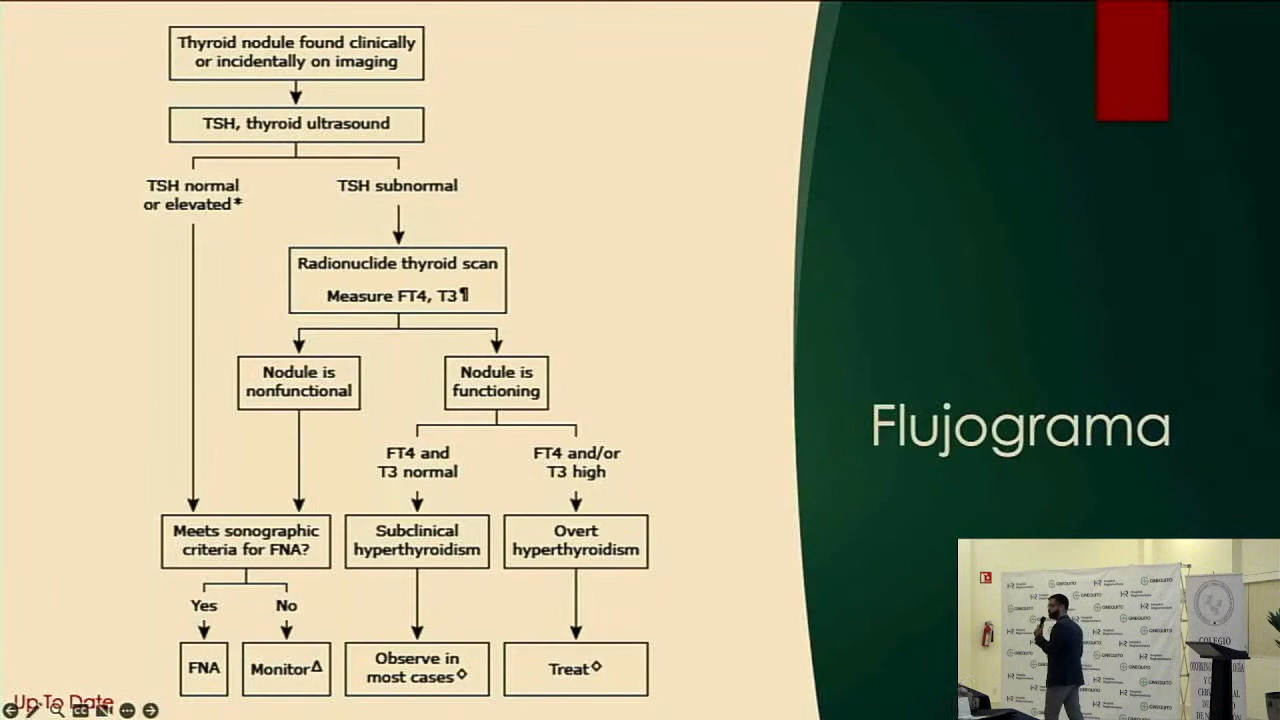 Thyroid nodule found clinically
or incidentally on imaging
TSH, thyroid ultrasound
TSH normal
or elevated*
TSH subnormal
Radionuclide thyroid scan
Measure FT4, T3¶
Nodule is
nonfunctional
Nodule is
functioning
FT4 and
T3 normal
FT4 and/or
T3 high
Meets sonographic
criteria for FNA?
Subclinical
hyperthyroidism
Overt
hyperthyroidism
Yes
No
FNA
MonitorΔ
Observe in
most cases◊
Treat◊
Up To Date
Flujograma
GINEQUITO
COLEGIO